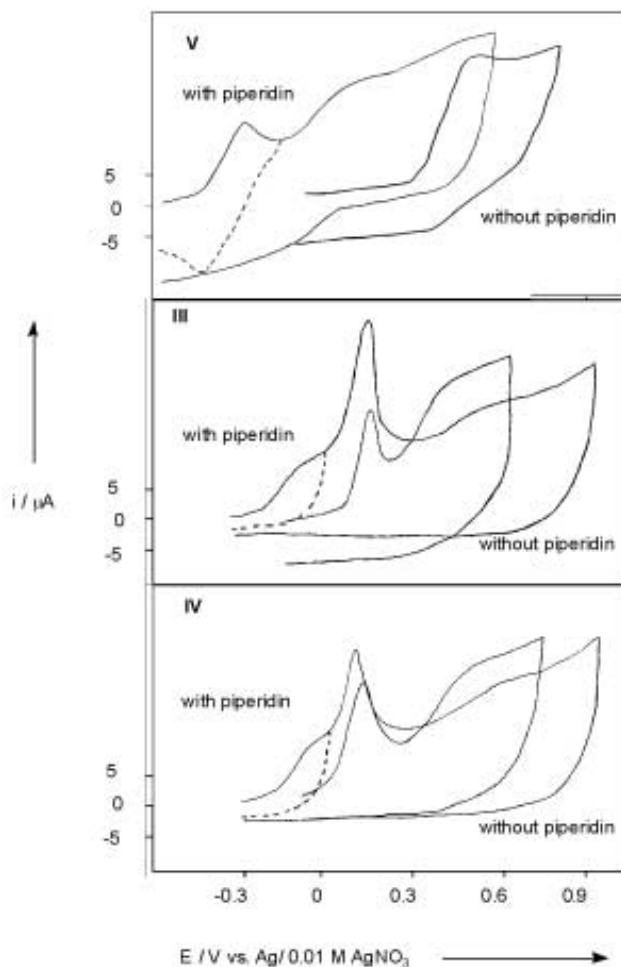 V
with piperidin
5
0
-5
without piperidin
III
with piperidin
i / μA
5
0
-5
without piperidin
IV
with piperidin
5
0
-5
without piperidin
-0.3 0 0.3 0.6 0.9
E / V vs. Ag/ 0.01 M AgNO₃